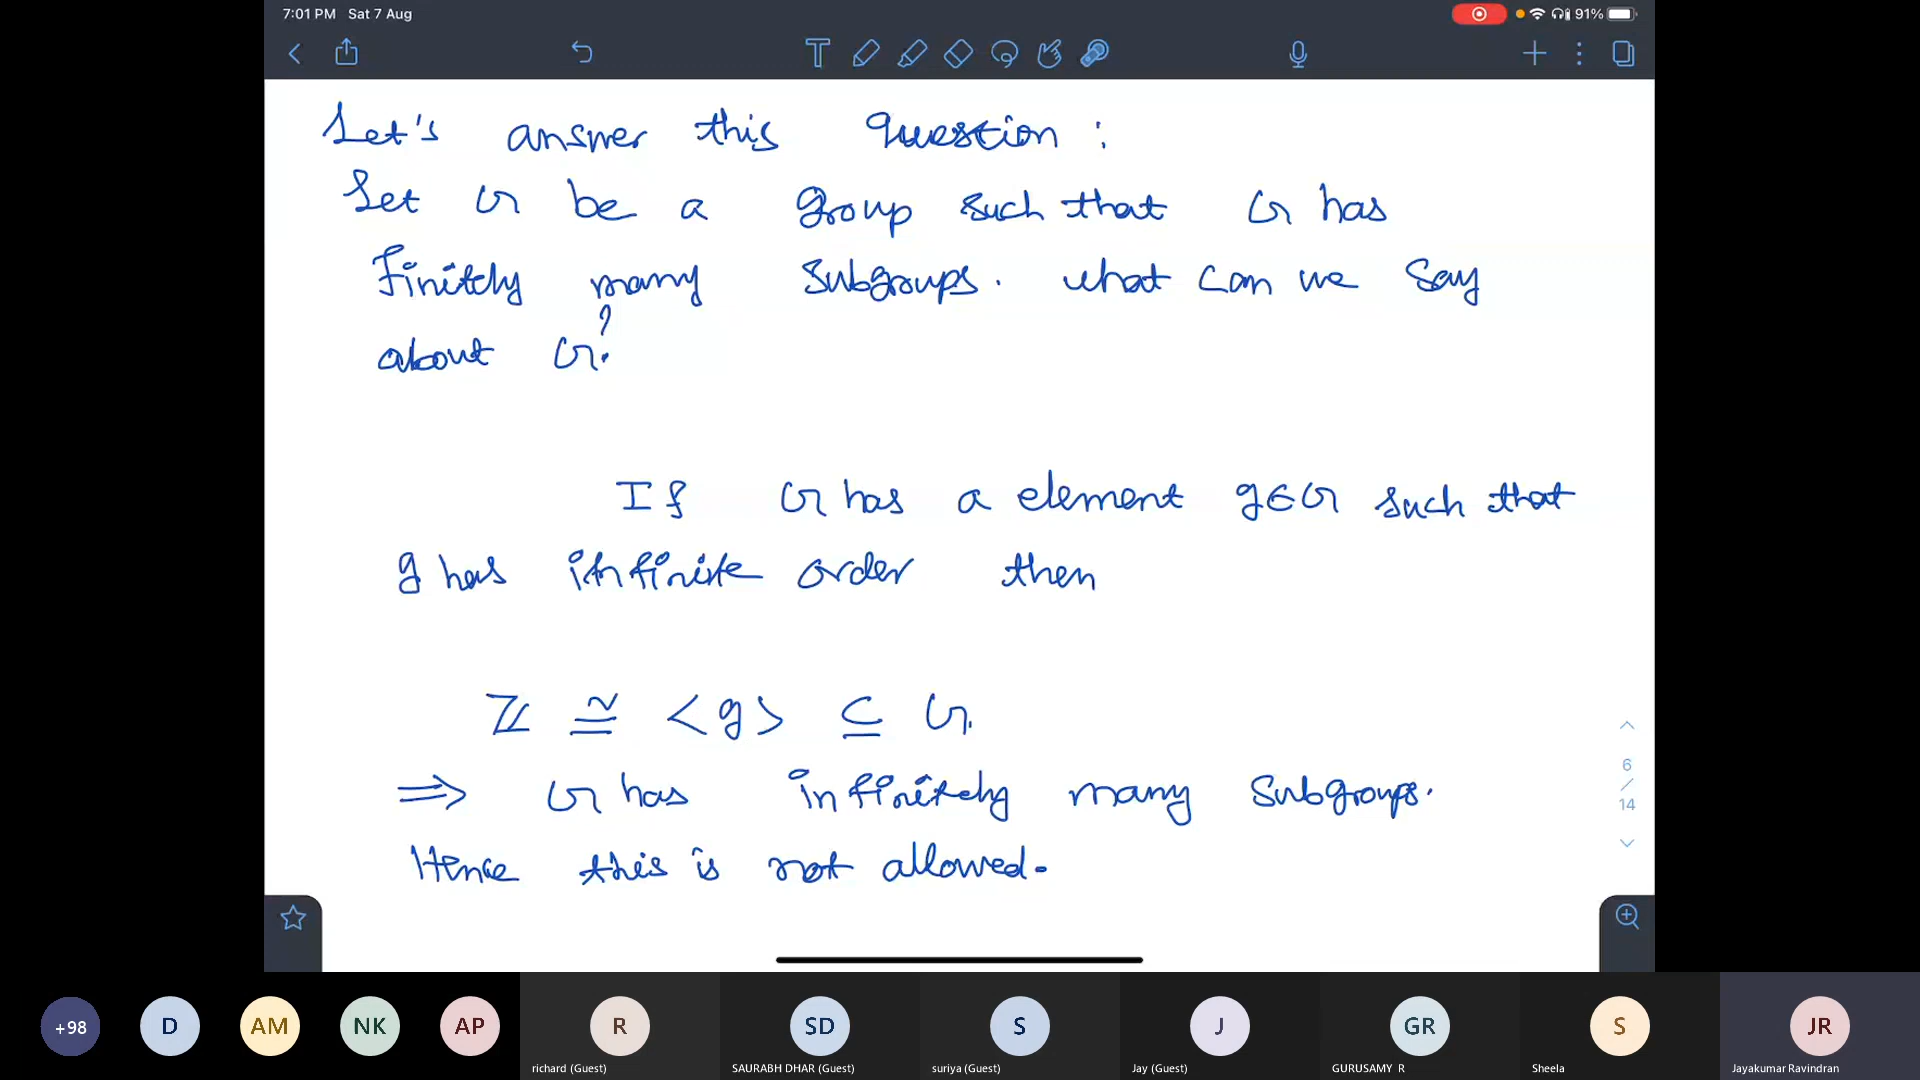 7:01 PM Sat 7 Aug
91%
Let's answer this question :
Let G be a group such that G has
finitely many subgroups. what can we say
about G?
If G has a element g∈G such that
g has infinite order then
ℤ ≅ <g> ⊆ G.
⇒ G has infinitely many subgroups.
Hence this is not allowed.
6
/
14
+98 D AM NK AP R SD S J GR S JR
richard (Guest) SAURABH DHAR (Guest) suriya (Guest) Jay (Guest) GURUSAMY R Sheela Jayakumar Ravindran